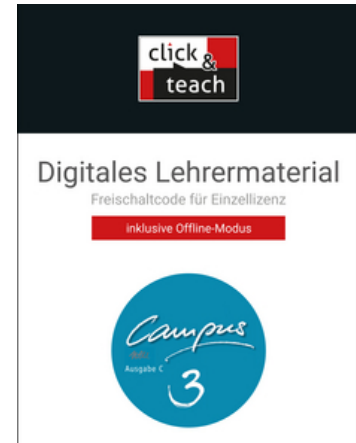 click &
teach
Digitales Lehrermaterial
Freischaltcode für Einzellizenz
inklusive Offline-Modus
Campus
Ausgabe C
3